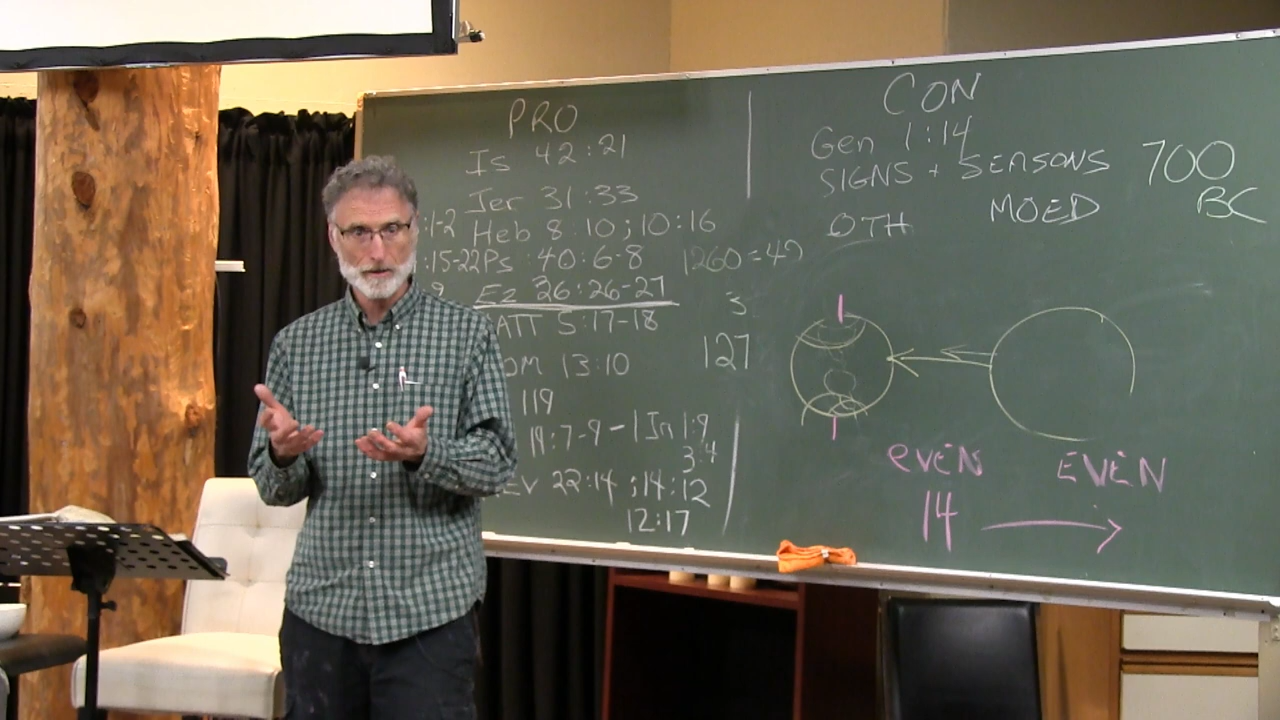 PRO
Is 42:21
Jer 31:33
:1-2 Heb 8:10; 10:16
:15-22 Ps 40:6-8
9 Ez 36:26-27
ATT 5:17-18
OM 13:10
119
19:7-9 - 1 Jn 1:9
3:4
EV 22:14 ; 14:12
12:17
1260 = 42
127
CON
Gen 1:14
SIGNS + SEASONS
OTH MOED
700
BC
EVEN EVEN
14